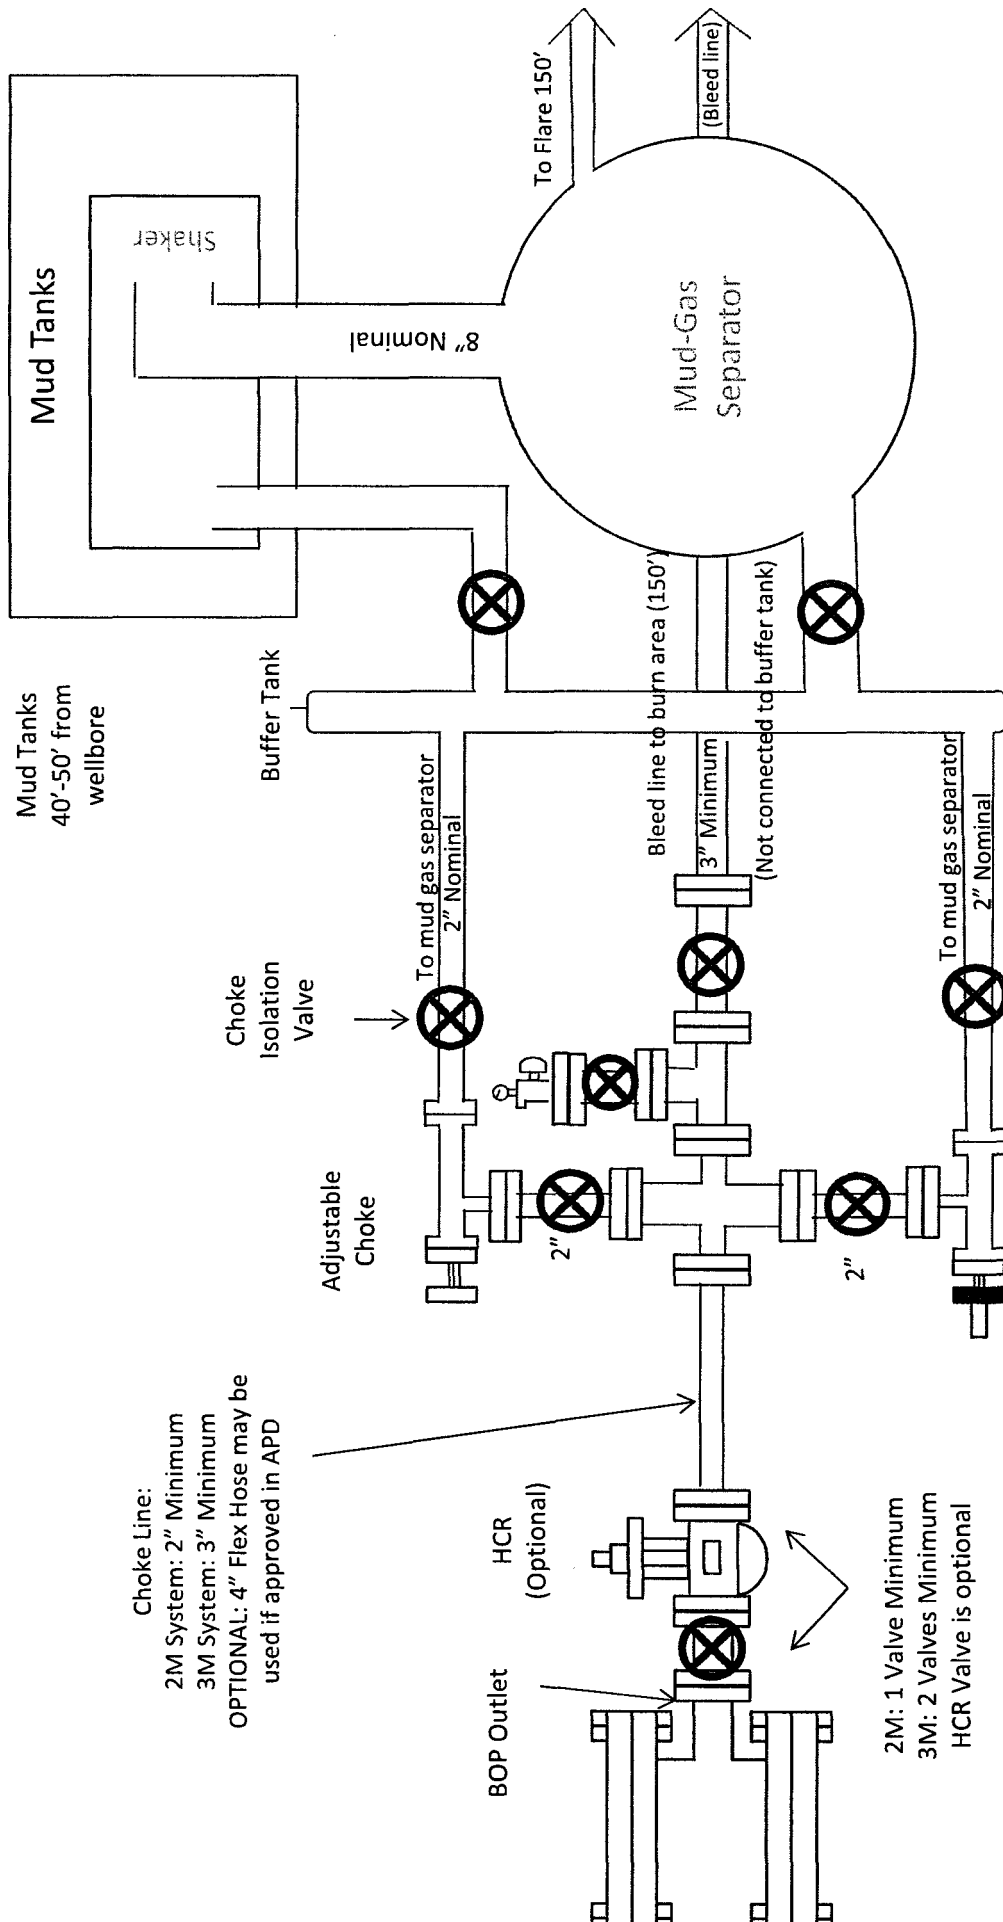 Mud Tanks
40'-50' from
wellbore
Mud Tanks
Shaker
8" Nominal
Buffer Tank
To Flare 150'
(Bleed line)
Mud-Gas
Separator
Choke
Isolation
Valve
To mud gas separator
2" Nominal
Bleed line to burn area (150')
3" Minimum
(Not connected to buffer tank)
To mud gas separator
2" Nominal
Adjustable
Choke
2"
2"
Choke Line:
2M System: 2" Minimum
3M System: 3" Minimum
OPTIONAL: 4" Flex Hose may be
used if approved in APD
HCR
(Optional)
BOP Outlet
2M: 1 Valve Minimum
3M: 2 Valves Minimum
HCR Valve is optional